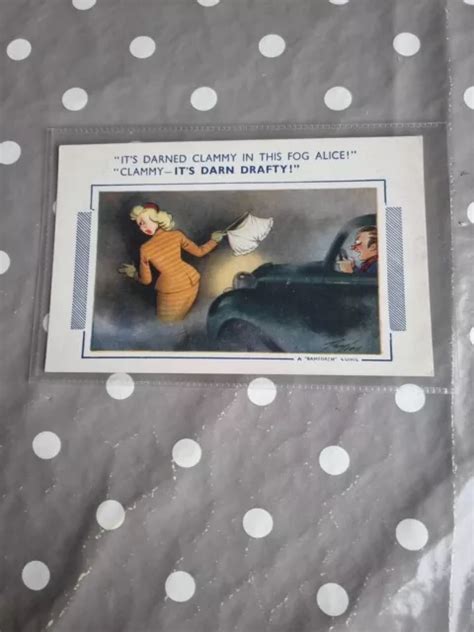 "IT'S DARNED CLAMMY IN THIS FOG ALICE!"
"CLAMMY—IT'S DARN DRAFTY!"
A "BAMFORTH" COMIC